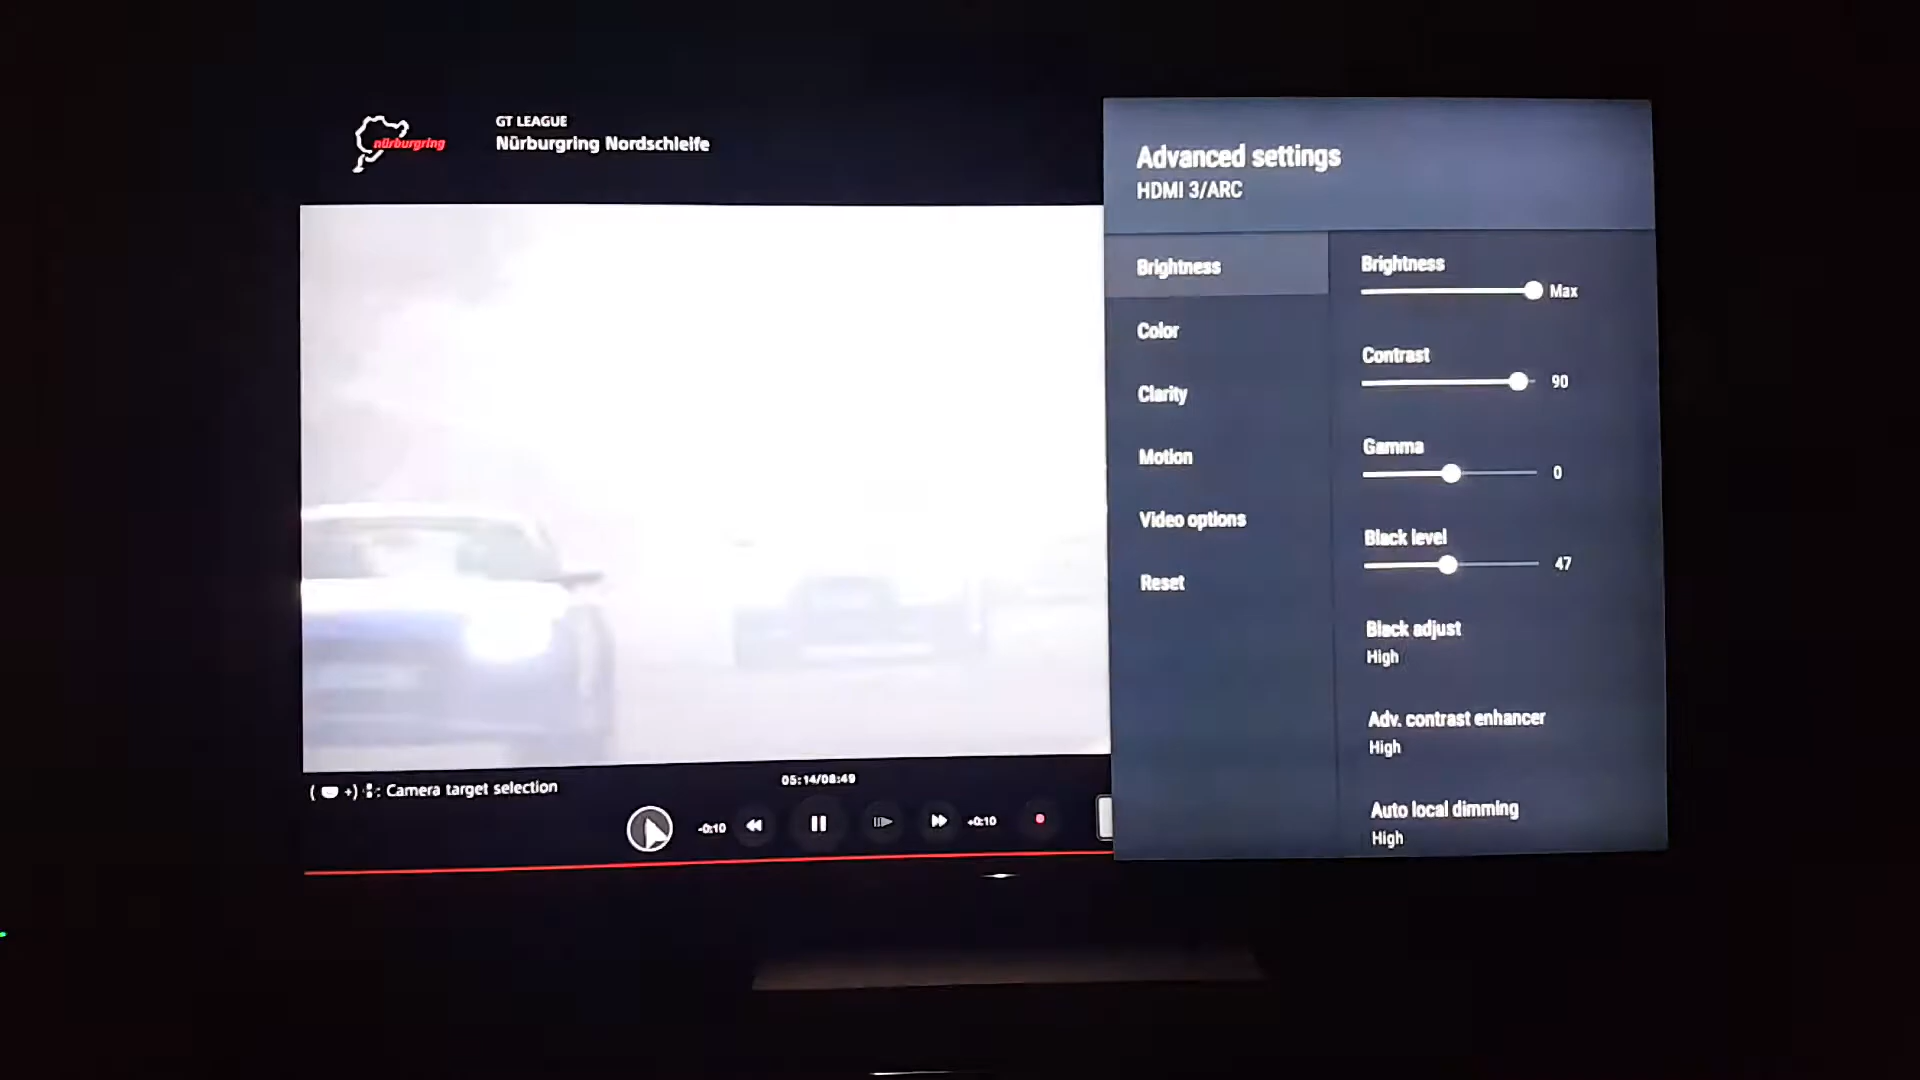 nürburgring
GT LEAGUE
Nürburgring Nordschleife
Advanced settings
HDMI 3/ARC
Brightness
Color
Clarity
Motion
Video options
Reset
Brightness
Max
Contrast
90
Gamma
0
Black level
47
Black adjust
High
Adv. contrast enhancer
High
Auto local dimming
High
( +) : Camera target selection
05:14/08:49
-0:10
+0:10